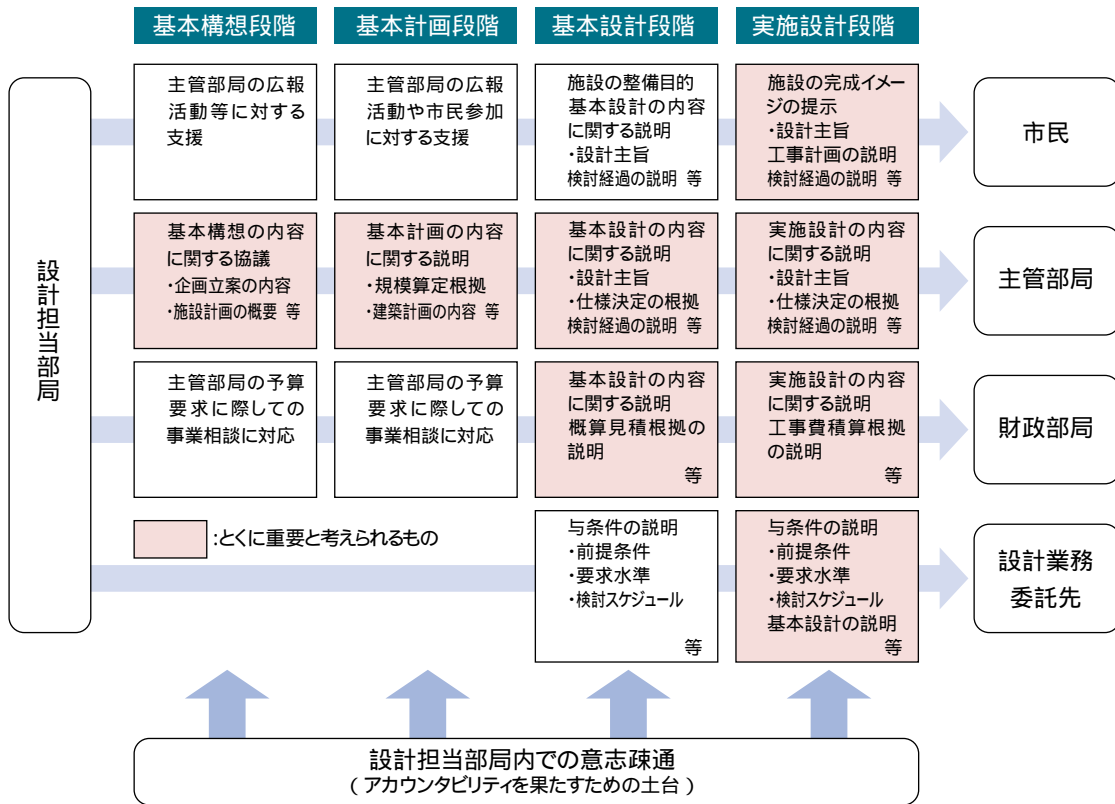 基本構想段階
基本計画段階
基本設計段階
実施設計段階
設計担当部局
主管部局の広報
活動等に対する
支援
主管部局の広報
活動や市民参加
に対する支援
施設の整備目的
基本設計の内容
に関する説明
・設計主旨
検討経過の説明 等
施設の完成イメ
ージの提示
・設計主旨
工事計画の説明
検討経過の説明 等
市民
基本構想の内容
に関する協議
・企画立案の内容
・施設計画の概要 等
基本計画の内容
に関する説明
・規模算定根拠
・建築計画の内容 等
基本設計の内容
に関する説明
・設計主旨
・仕様決定の根拠
検討経過の説明 等
実施設計の内容
に関する説明
・設計主旨
・仕様決定の根拠
検討経過の説明 等
主管部局
主管部局の予算
要求に際しての
事業相談に対応
主管部局の予算
要求に際しての
事業相談に対応
基本設計の内容
に関する説明
概算見積根拠の
説明
等
実施設計の内容
に関する説明
工事費積算根拠
の説明
等
財政部局
:とくに重要と考えられるもの
与条件の説明
・前提条件
・要求水準
・検討スケジュール
等
与条件の説明
・前提条件
・要求水準
・検討スケジュール
基本設計の説明
等
設計業務
委託先
設計担当部局内での意志疎通
(アカウンタビリティを果たすための土台)